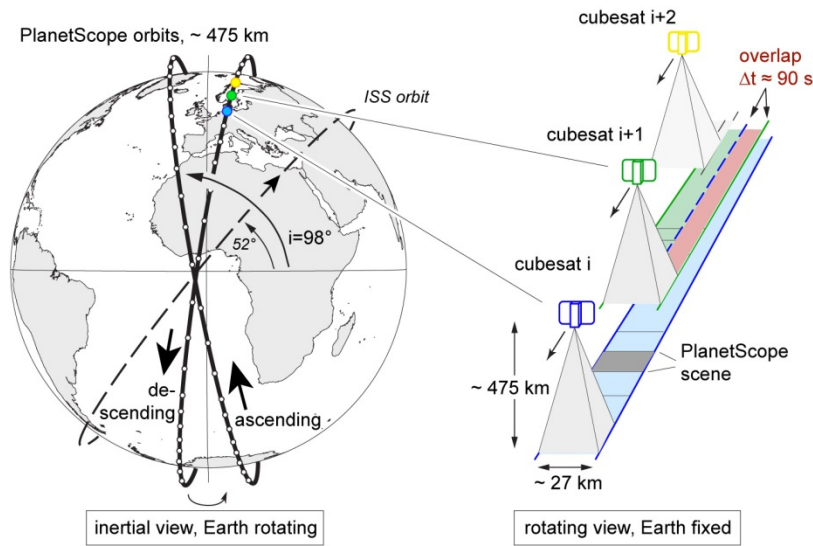 PlanetScope orbits, ~ 475 km
ISS orbit
i=98°
52°
de-
scending
ascending
inertial view, Earth rotating
cubesat i+2
overlap
Δt ≈ 90 s
cubesat i+1
cubesat i
PlanetScope
scene
~ 475 km
~ 27 km
rotating view, Earth fixed